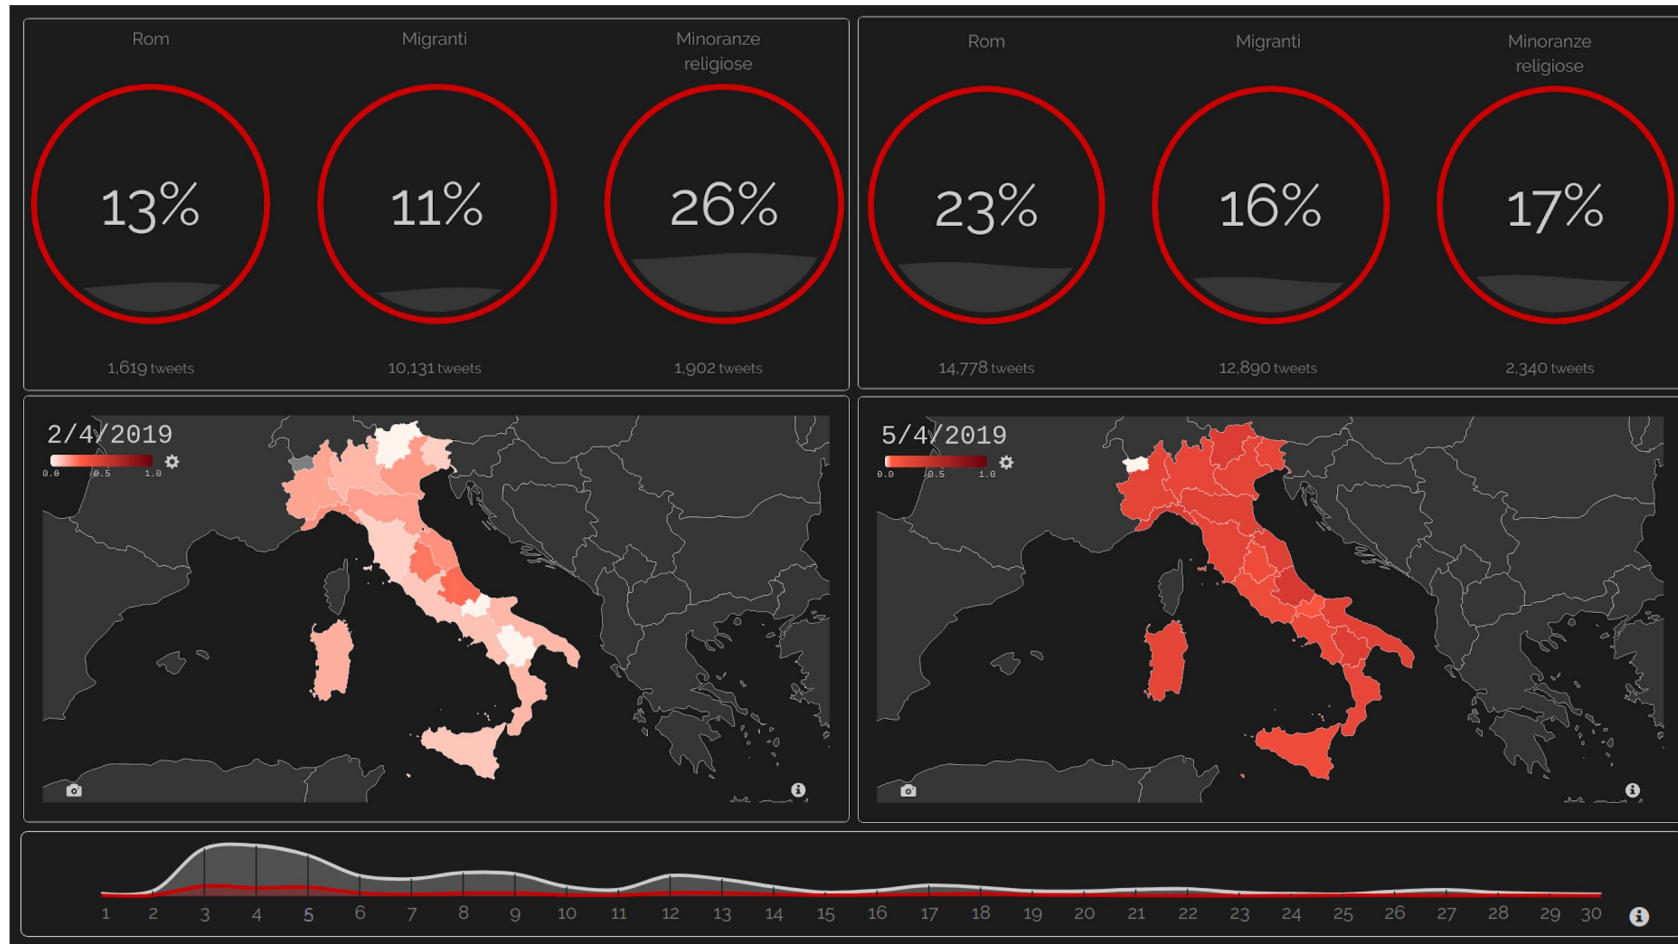 Rom
Migranti
Minoranze
religiose
13%
11%
26%
1,619 tweets
10,131 tweets
1,902 tweets
Rom
Migranti
Minoranze
religiose
23%
16%
17%
14,778 tweets
12,890 tweets
2,340 tweets
2/4/2019
0.0 0.5 1.0
5/4/2019
0.0 0.5 1.0
1 2 3 4 5 6 7 8 9 10 11 12 13 14 15 16 17 18 19 20 21 22 23 24 25 26 27 28 29 30